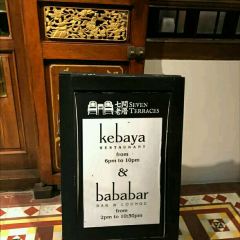 SEVEN
TERRACES
kebaya
RESTAURANT
from
6pm to 10pm
&
bababar
BAR & LOUNGE
from
2pm to 10:30pm